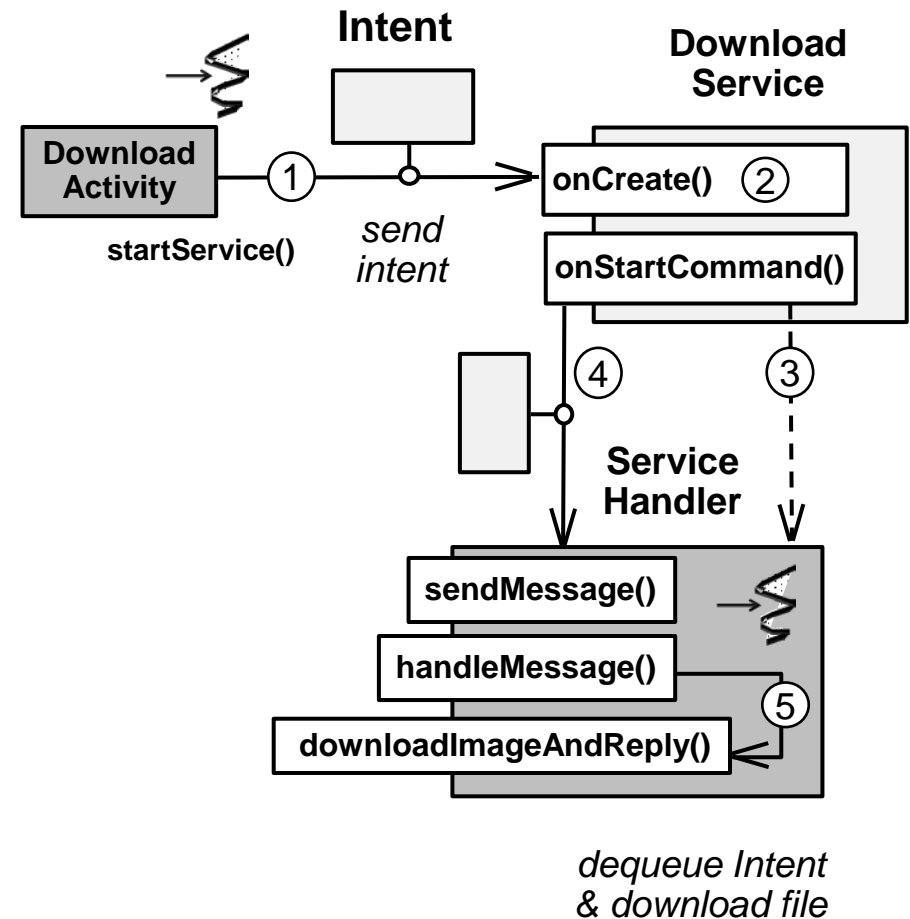 Intent
Download
Service
Download
Activity
1
onCreate()
2
startService()
send
intent
onStartCommand()
4
3
Service
Handler
sendMessage()
handleMessage()
5
downloadImageAndReply()
dequeue Intent
& download file